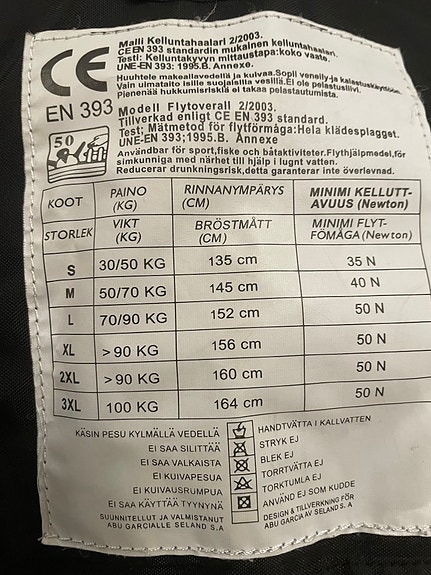 Malli Kelluntahaalari 2/2003.
CE EN 393 standardin mukainen kelluntahaalari.
Testi: Kelluntakyvyn mittaustapa:koko vaate.
UNE-EN 393; 1995.B. Annexe.
Huuhtele makeallavedellä ja kuivaa.Sopii veneily-ja kalastuskäyttöön.
Vain uimataitoisille suojaisilla vesillä.Ei ole pelastusliivi.
Pienenää hukkumisriskiä ei takaa pelastautumista.
CE
EN 393
Modell Flytoverall 2/2003.
Tillverkad enligt CE EN 393 standard.
Test; Mätmetod för flytförmåga:Hela klädesplagget.
UNE-EN 393;1995/B. Annexe
Användbar för sport,fiske och båtaktiviteter.Flythjälpmedel,för
simkunniga med närhet till hjälp i lugnt vatten.
Reducerar drunkningsrisk,detta garanterar inte överlevnad.
50
KOOT PAINO (KG) RINNANYMPÄRYS (CM) MINIMI KELLUTT-AVUUS (Newton)
STORLEK VIKT (KG) BRÖSTMÅTT (CM) MINIMI FLYT-FÖMÅGA (Newton)
S 30/50 KG 135 cm 35 N
M 50/70 KG 145 cm 40 N
L 70/90 KG 152 cm 50 N
XL >90 KG 156 cm 50 N
2XL >90 KG 160 cm 50 N
3XL 100 KG 164 cm 50 N
KÄSIN PESU KYLMÄLLÄ VEDELLÄ HANDTVÄTTA I KALLVATTEN
EI SAA SILITTÄÄ STRYK EJ
EI SAA VALKAISTA BLEK EJ
EI KUIVAPESUA TORRTVÄTTA EJ
EI KUIVAUSRUMPUA TORKTUMLA EJ
EI SAA KÄYTTÄÄ TYYNYNÄ ANVÄND EJ SOM KUDDE
SUUNNITELLUT JA VALMISTANUT DESIGN & TILLVERKNING FÖR
ABU GARCIALLE SELAND S.A ABU GARCIA AV SELAND S.A.